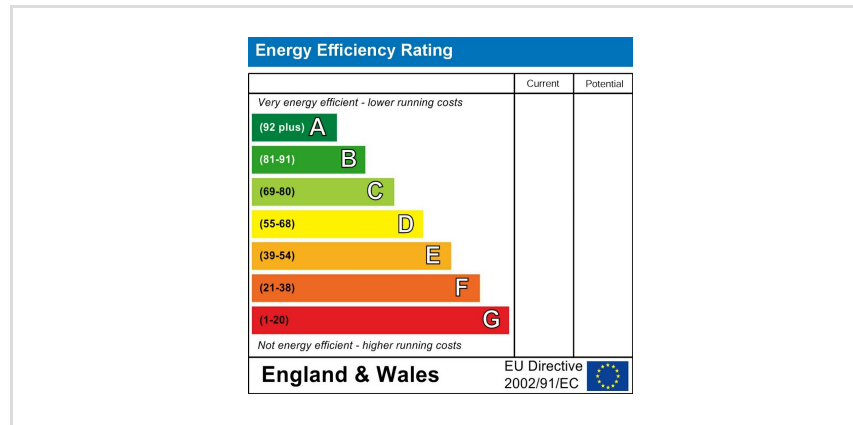 Energy Efficiency Rating
Current Potential
Very energy efficient - lower running costs
(92 plus) A
(81-91) B
(69-80) C
(55-68) D
(39-54) E
(21-38) F
(1-20) G
Not energy efficient - higher running costs
England & Wales
EU Directive
2002/91/EC